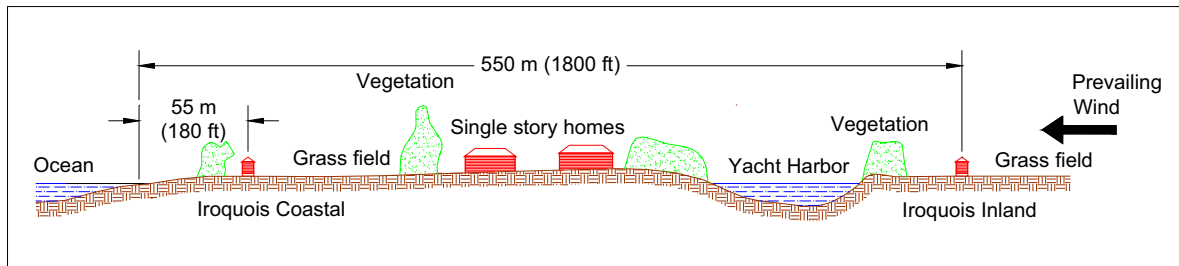 550 m (1800 ft)
Vegetation
Prevailing
Wind
55 m
(180 ft)
Single story homes
Vegetation
Ocean
Grass field
Yacht Harbor
Grass field
Iroquois Coastal
Iroquois Inland